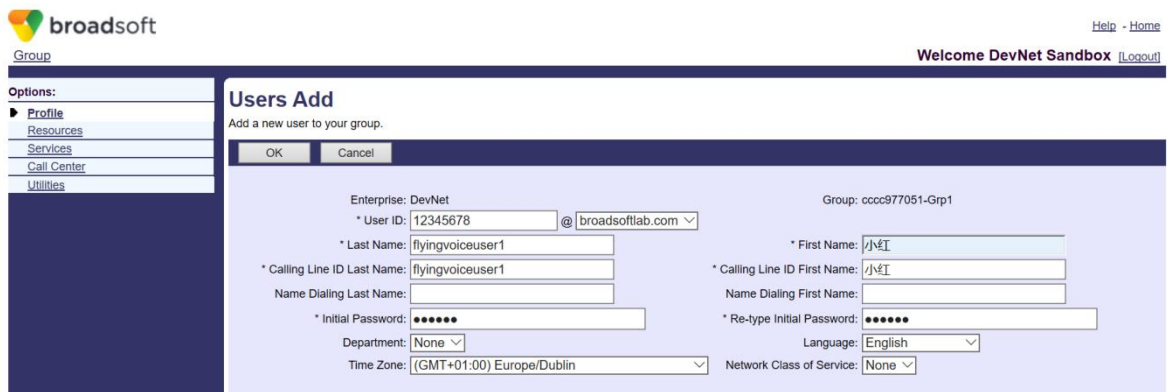 broadsoft
Help - Home
Group
Welcome DevNet Sandbox [Logout]
Options:
Profile
Resources
Services
Call Center
Utilities
Users Add
Add a new user to your group.
OK Cancel
Enterprise: DevNet Group: cccc977051-Grp1
* User ID: 12345678 @ broadsoftlab.com
* Last Name: flyingvoiceuser1 * First Name: 小红
* Calling Line ID Last Name: flyingvoiceuser1 * Calling Line ID First Name: 小红
Name Dialing Last Name: Name Dialing First Name:
* Initial Password: ●●●●●● * Re-type Initial Password: ●●●●●●
Department: None Language: English
Time Zone: (GMT+01:00) Europe/Dublin Network Class of Service: None